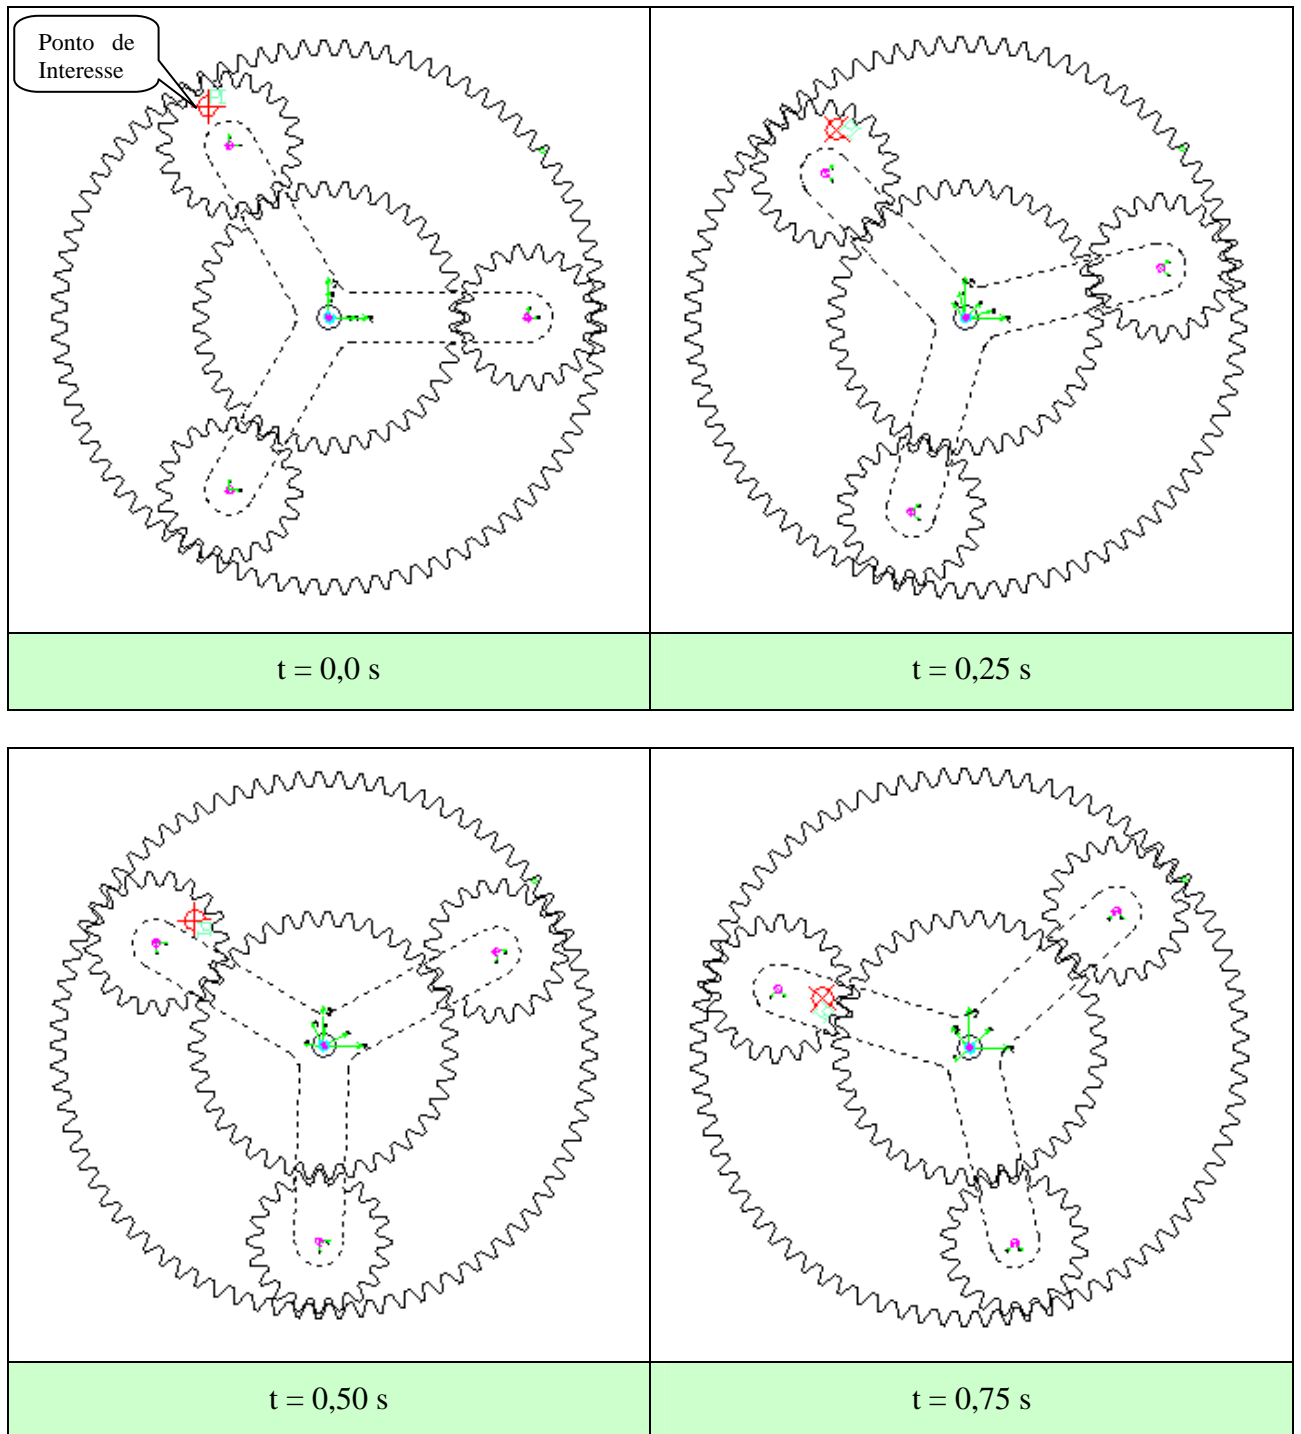 Ponto de
Interesse
t = 0,0 s
t = 0,25 s
t = 0,50 s
t = 0,75 s